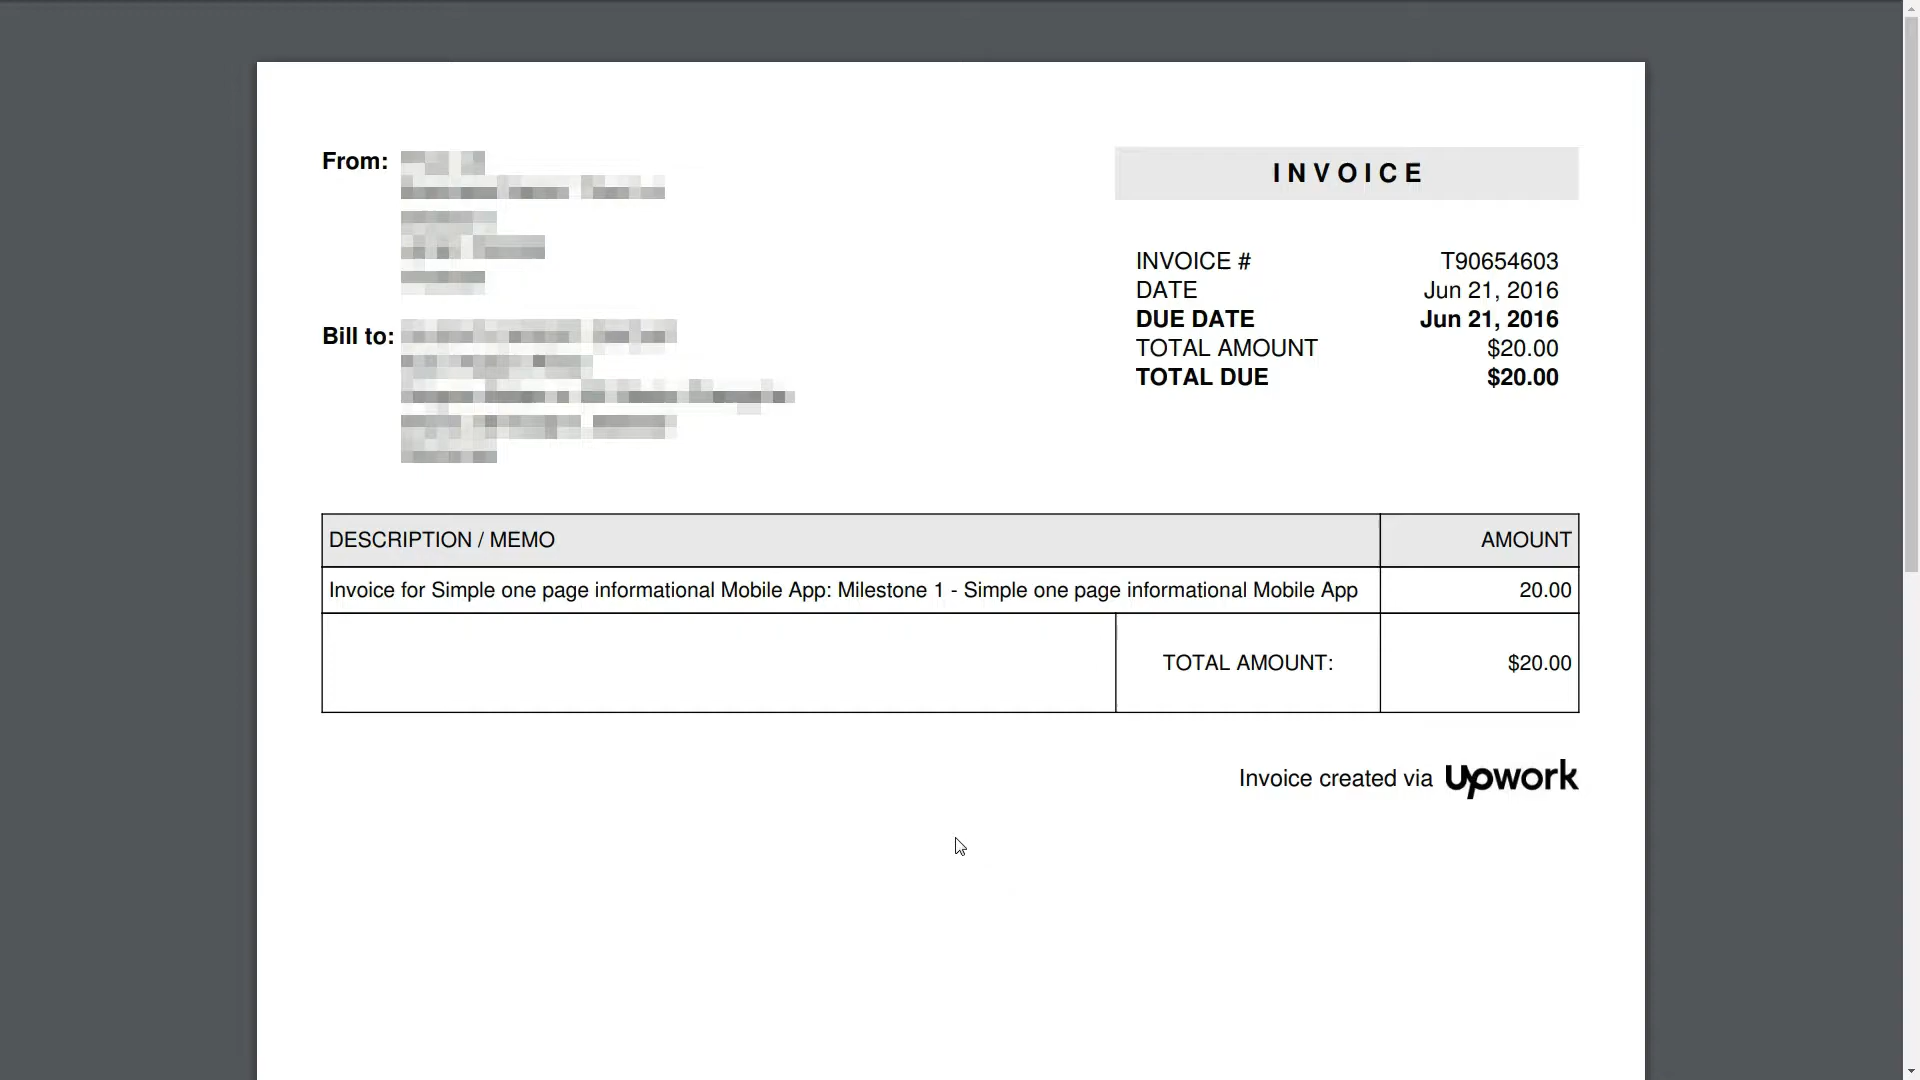 From:
INVOICE
INVOICE # T90654603
DATE Jun 21, 2016
DUE DATE Jun 21, 2016
TOTAL AMOUNT $20.00
TOTAL DUE $20.00
Bill to:
DESCRIPTION / MEMO AMOUNT
Invoice for Simple one page informational Mobile App: Milestone 1 - Simple one page informational Mobile App 20.00
TOTAL AMOUNT: $20.00
Invoice created via Upwork